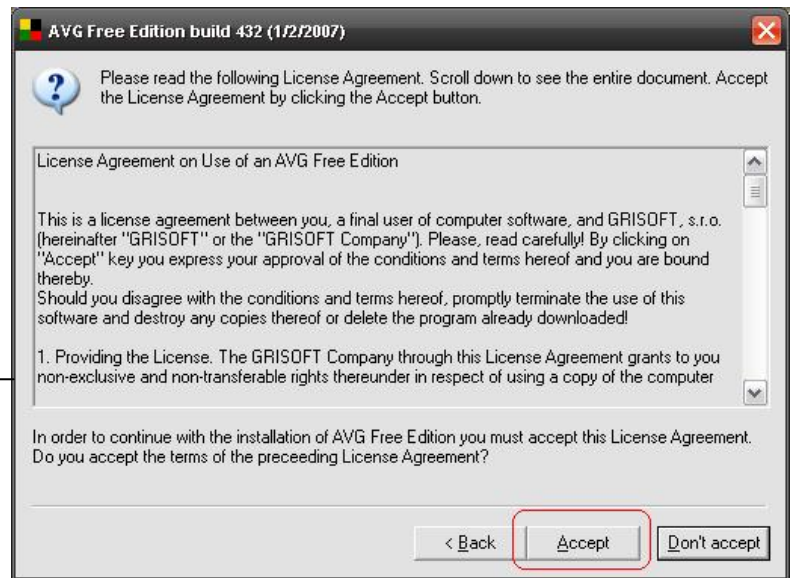 AVG Free Edition build 432 (1/2/2007)
Please read the following License Agreement. Scroll down to see the entire document. Accept
the License Agreement by clicking the Accept button.
License Agreement on Use of an AVG Free Edition
This is a license agreement between you, a final user of computer software, and GRISOFT, s.r.o.
(hereinafter "GRISOFT" or the "GRISOFT Company"). Please, read carefully! By clicking on
"Accept" key you express your approval of the conditions and terms hereof and you are bound
thereby.
Should you disagree with the conditions and terms hereof, promptly terminate the use of this
software and destroy any copies thereof or delete the program already downloaded!
1. Providing the License. The GRISOFT Company through this License Agreement grants to you
non-exclusive and non-transferable rights thereunder in respect of using a copy of the computer
In order to continue with the installation of AVG Free Edition you must accept this License Agreement.
Do you accept the terms of the preceeding License Agreement?
< Back Accept Don't accept